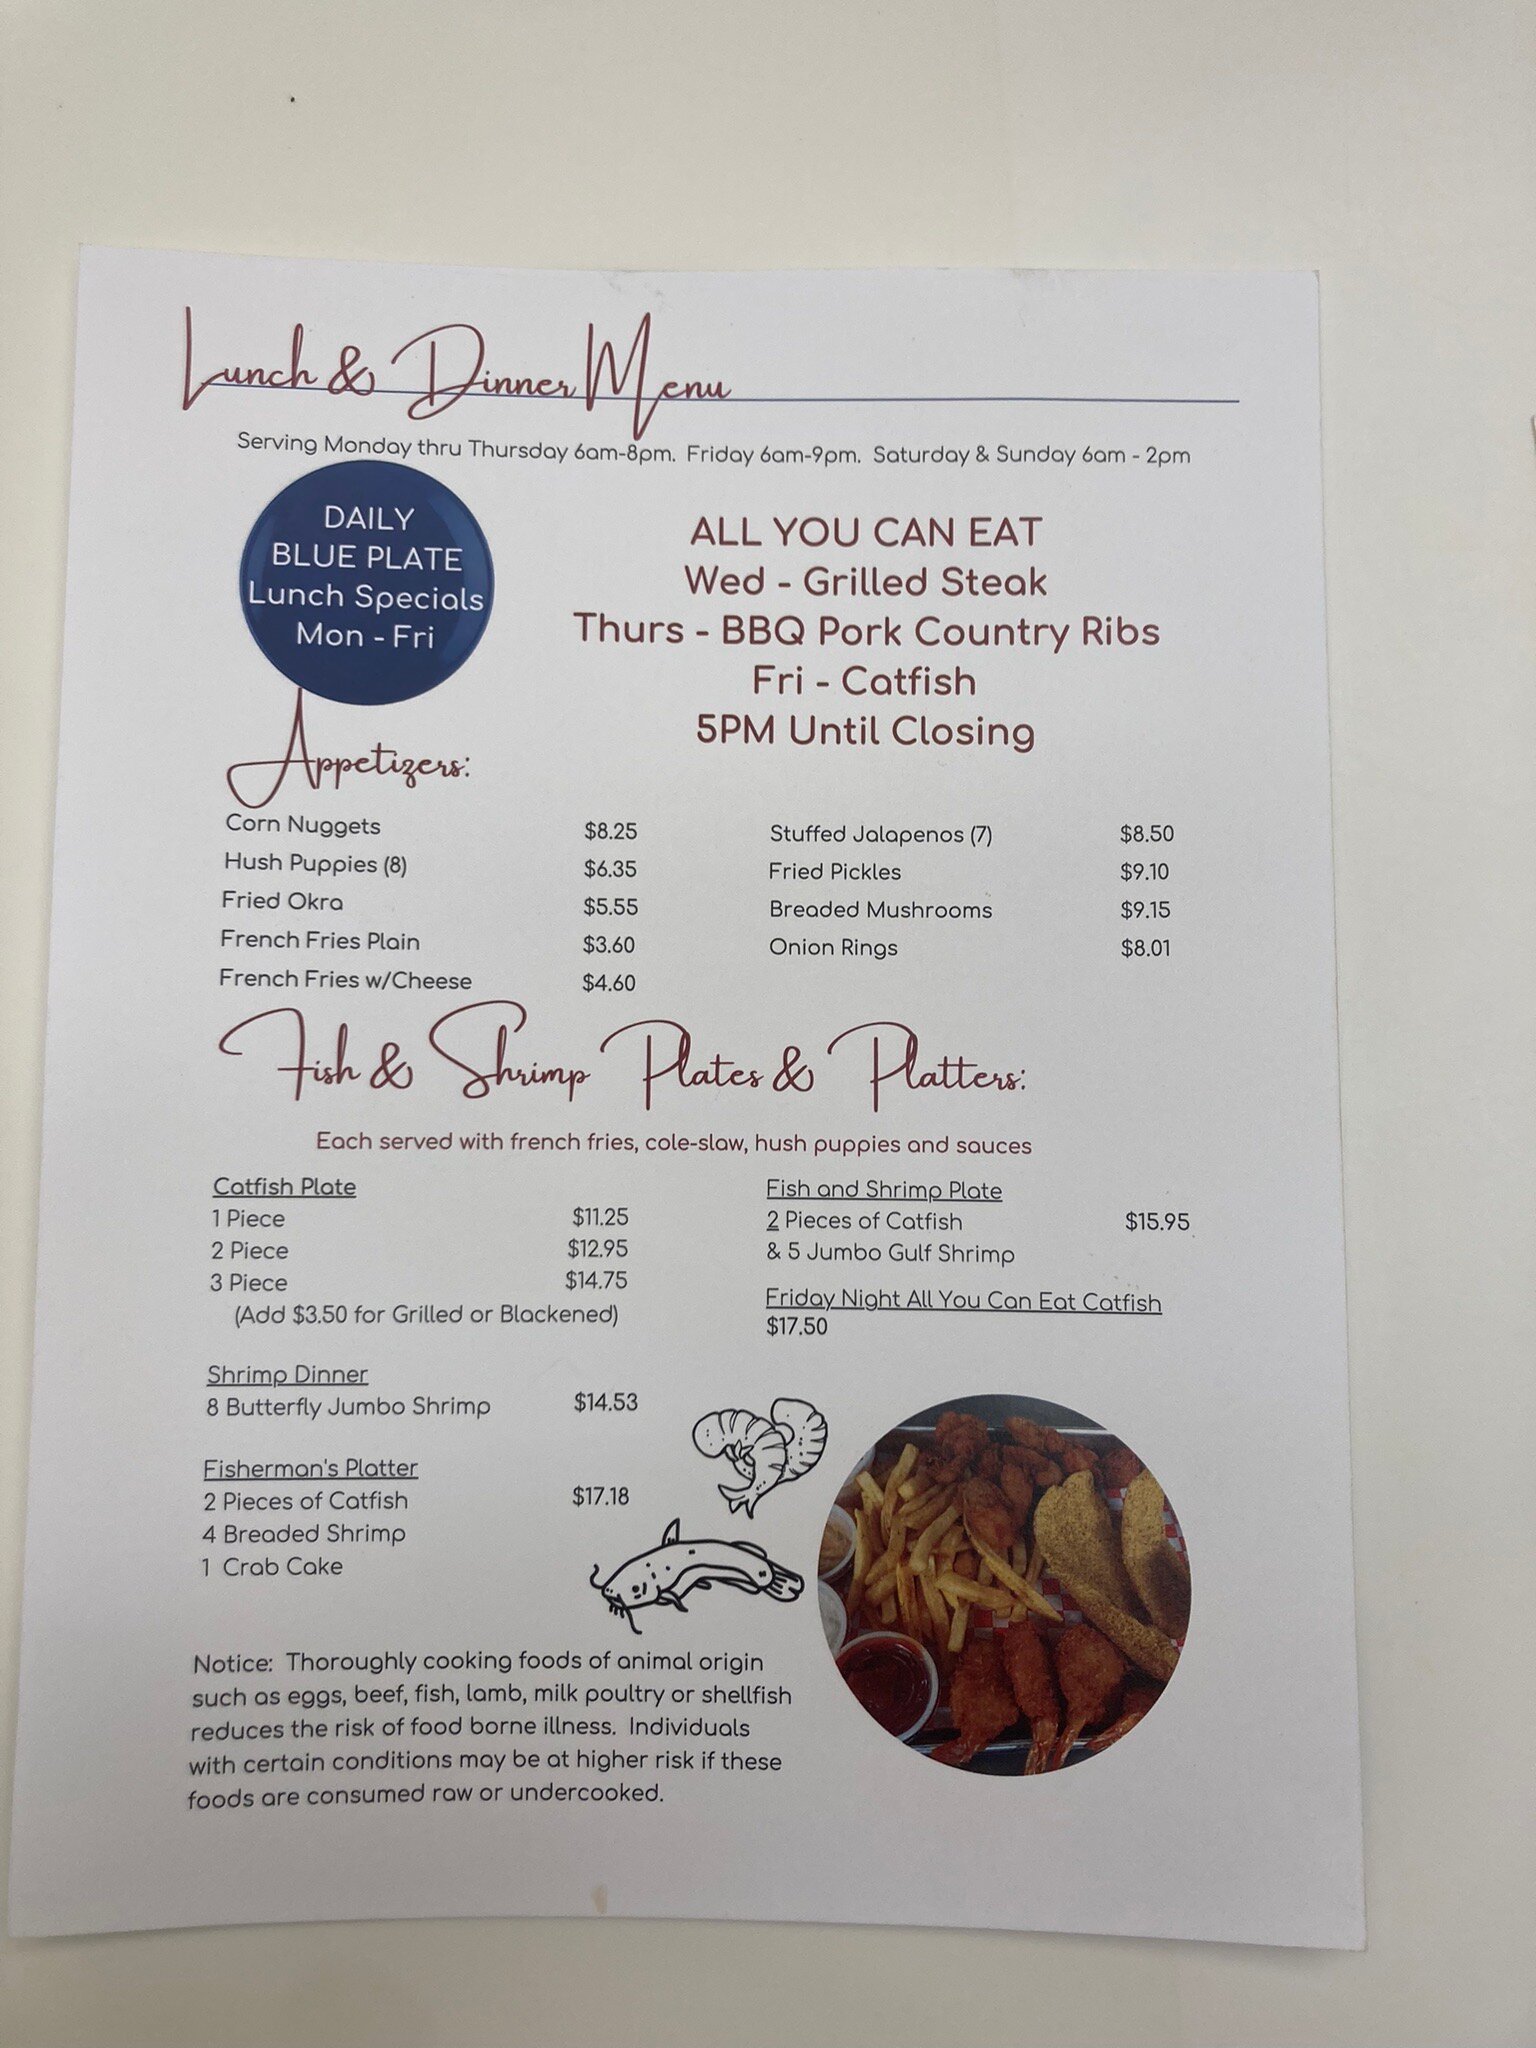 Lunch & Dinner Menu
Serving Monday thru Thursday 6am-8pm. Friday 6am-9pm. Saturday & Sunday 6am - 2pm
DAILY
BLUE PLATE
Lunch Specials
Mon - Fri
ALL YOU CAN EAT
Wed - Grilled Steak
Thurs - BBQ Pork Country Ribs
Fri - Catfish
5PM Until Closing
Appetizers:
Corn Nuggets $8.25
Hush Puppies (8) $6.35
Fried Okra $5.55
French Fries Plain $3.60
French Fries w/Cheese $4.60
Stuffed Jalapenos (7) $8.50
Fried Pickles $9.10
Breaded Mushrooms $9.15
Onion Rings $8.01
Fish & Shrimp Plates & Platters:
Each served with french fries, cole-slaw, hush puppies and sauces
Catfish Plate
1 Piece $11.25
2 Piece $12.95
3 Piece $14.75
(Add $3.50 for Grilled or Blackened)
Shrimp Dinner
8 Butterfly Jumbo Shrimp $14.53
Fisherman's Platter
2 Pieces of Catfish $17.18
4 Breaded Shrimp
1 Crab Cake
Fish and Shrimp Plate
2 Pieces of Catfish $15.95
& 5 Jumbo Gulf Shrimp
Friday Night All You Can Eat Catfish
$17.50
Notice: Thoroughly cooking foods of animal origin
such as eggs, beef, fish, lamb, milk poultry or shellfish
reduces the risk of food borne illness. Individuals
with certain conditions may be at higher risk if these
foods are consumed raw or undercooked.